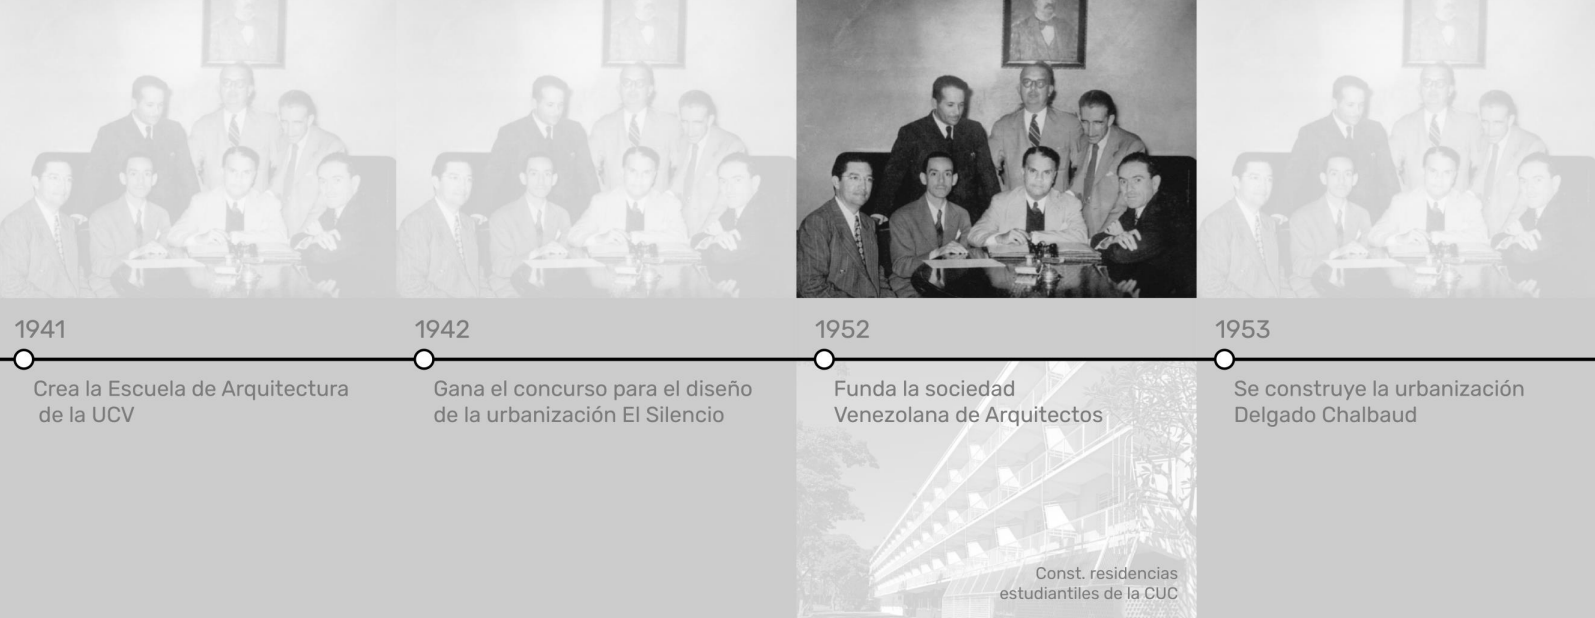 1941
Crea la Escuela de Arquitectura
de la UCV
1942
Gana el concurso para el diseño
de la urbanización El Silencio
1952
Funda la sociedad
Venezolana de Arquitectos
Const. residencias
estudiantiles de la CUC
1953
Se construye la urbanización
Delgado Chalbaud